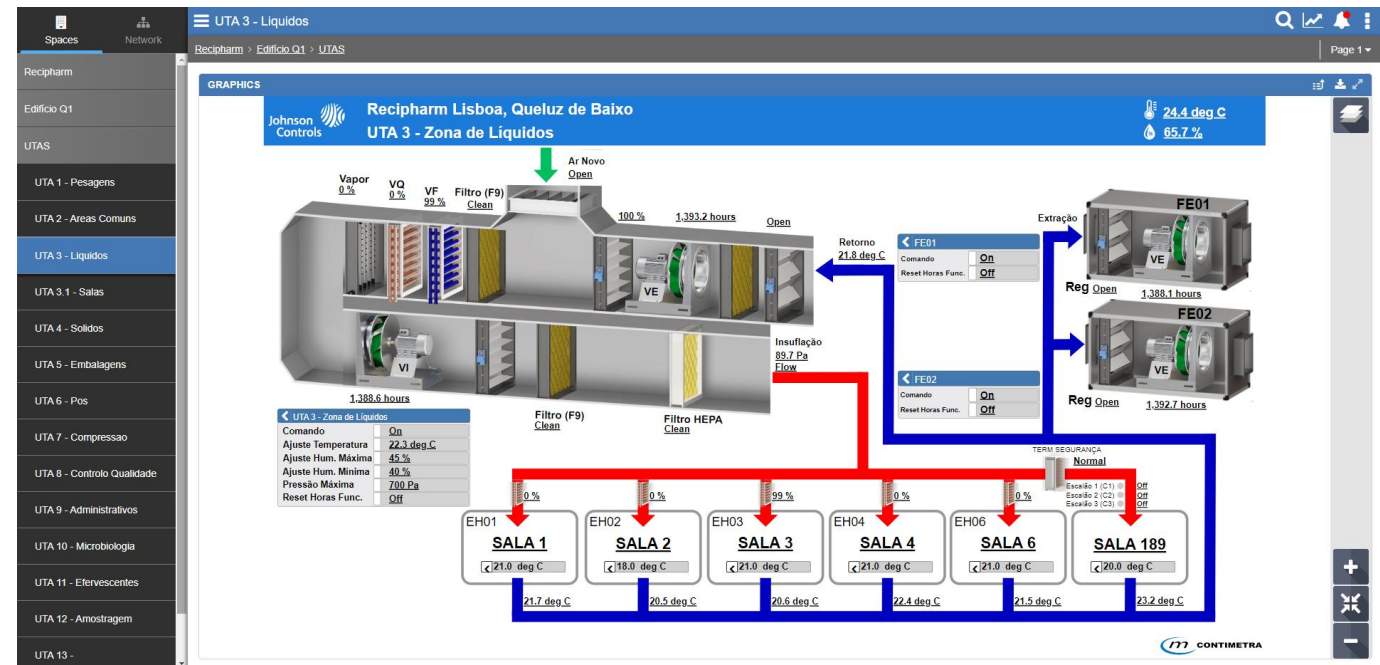 Spaces
Network
UTA 3 - Liquidos
Recipharm > Edifício Q1 > UTAS
Page 1
Recipharm
Edifício Q1
UTAS
UTA 1 - Pesagens
UTA 2 - Areas Comuns
UTA 3 - Liquidos
UTA 3.1 - Salas
UTA 4 - Solidos
UTA 5 - Embalagens
UTA 6 - Pos
UTA 7 - Compressao
UTA 8 - Controlo Qualidade
UTA 9 - Administrativos
UTA 10 - Microbiologia
UTA 11 - Efervescentes
UTA 12 - Amostragem
UTA 13 -
GRAPHICS
Johnson
Controls
Recipharm Lisboa, Queluz de Baixo
UTA 3 - Zona de Líquidos
24.4 deg C
65.7 %
Ar Novo
Open
Vapor
0 %
VQ
0 %
VF
99 %
Filtro (F9)
Clean
100 %
1,393.2 hours
Open
VE
Retorno
21.8 deg C
Extração
FE01
VE
Reg Open
1,388.1 hours
FE02
VE
Reg Open
1,392.7 hours
FE01
Comando On
Reset Horas Func. Off
FE02
Comando On
Reset Horas Func. Off
VI
1,388.6 hours
Filtro (F9)
Clean
Filtro HEPA
Clean
Insuflação
89.7 Pa
Flow
UTA 3 - Zona de Líquidos
Comando On
Ajuste Temperatura 22.3 deg C
Ajuste Hum. Máxima 45 %
Ajuste Hum. Mínima 40 %
Pressão Máxima 700 Pa
Reset Horas Func. Off
TERM SEGURANÇA
Normal
Escalão 1 (C1) Off
Escalão 2 (C2) Off
Escalão 3 (C3) Off
0 %
0 %
99 %
0 %
0 %
EH01
SALA 1
21.0 deg C
EH02
SALA 2
18.0 deg C
EH03
SALA 3
21.0 deg C
EH04
SALA 4
21.0 deg C
EH06
SALA 6
21.0 deg C
SALA 189
20.0 deg C
21.7 deg C
20.5 deg C
20.6 deg C
22.4 deg C
21.5 deg C
23.2 deg C
CONTIMETRA